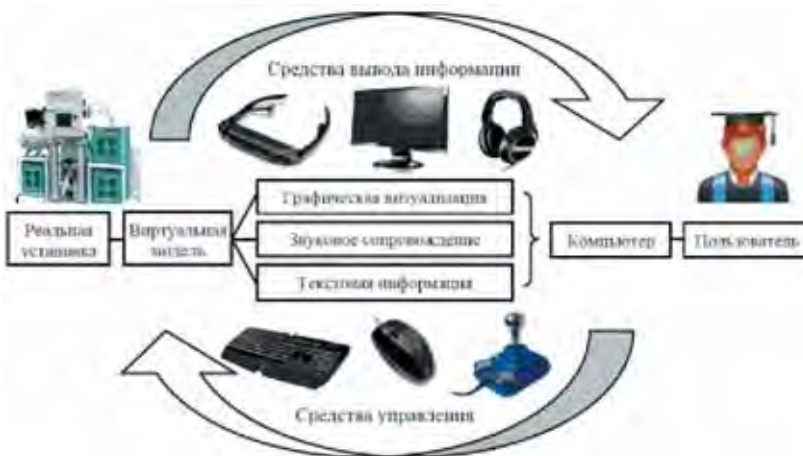 Средства вывода информации
Графическая визуализация
Реальная
установка
Виртуальная
модель
Звуковое сопровождение
Компьютер
Пользователь
Текстовая информация
Средства управления